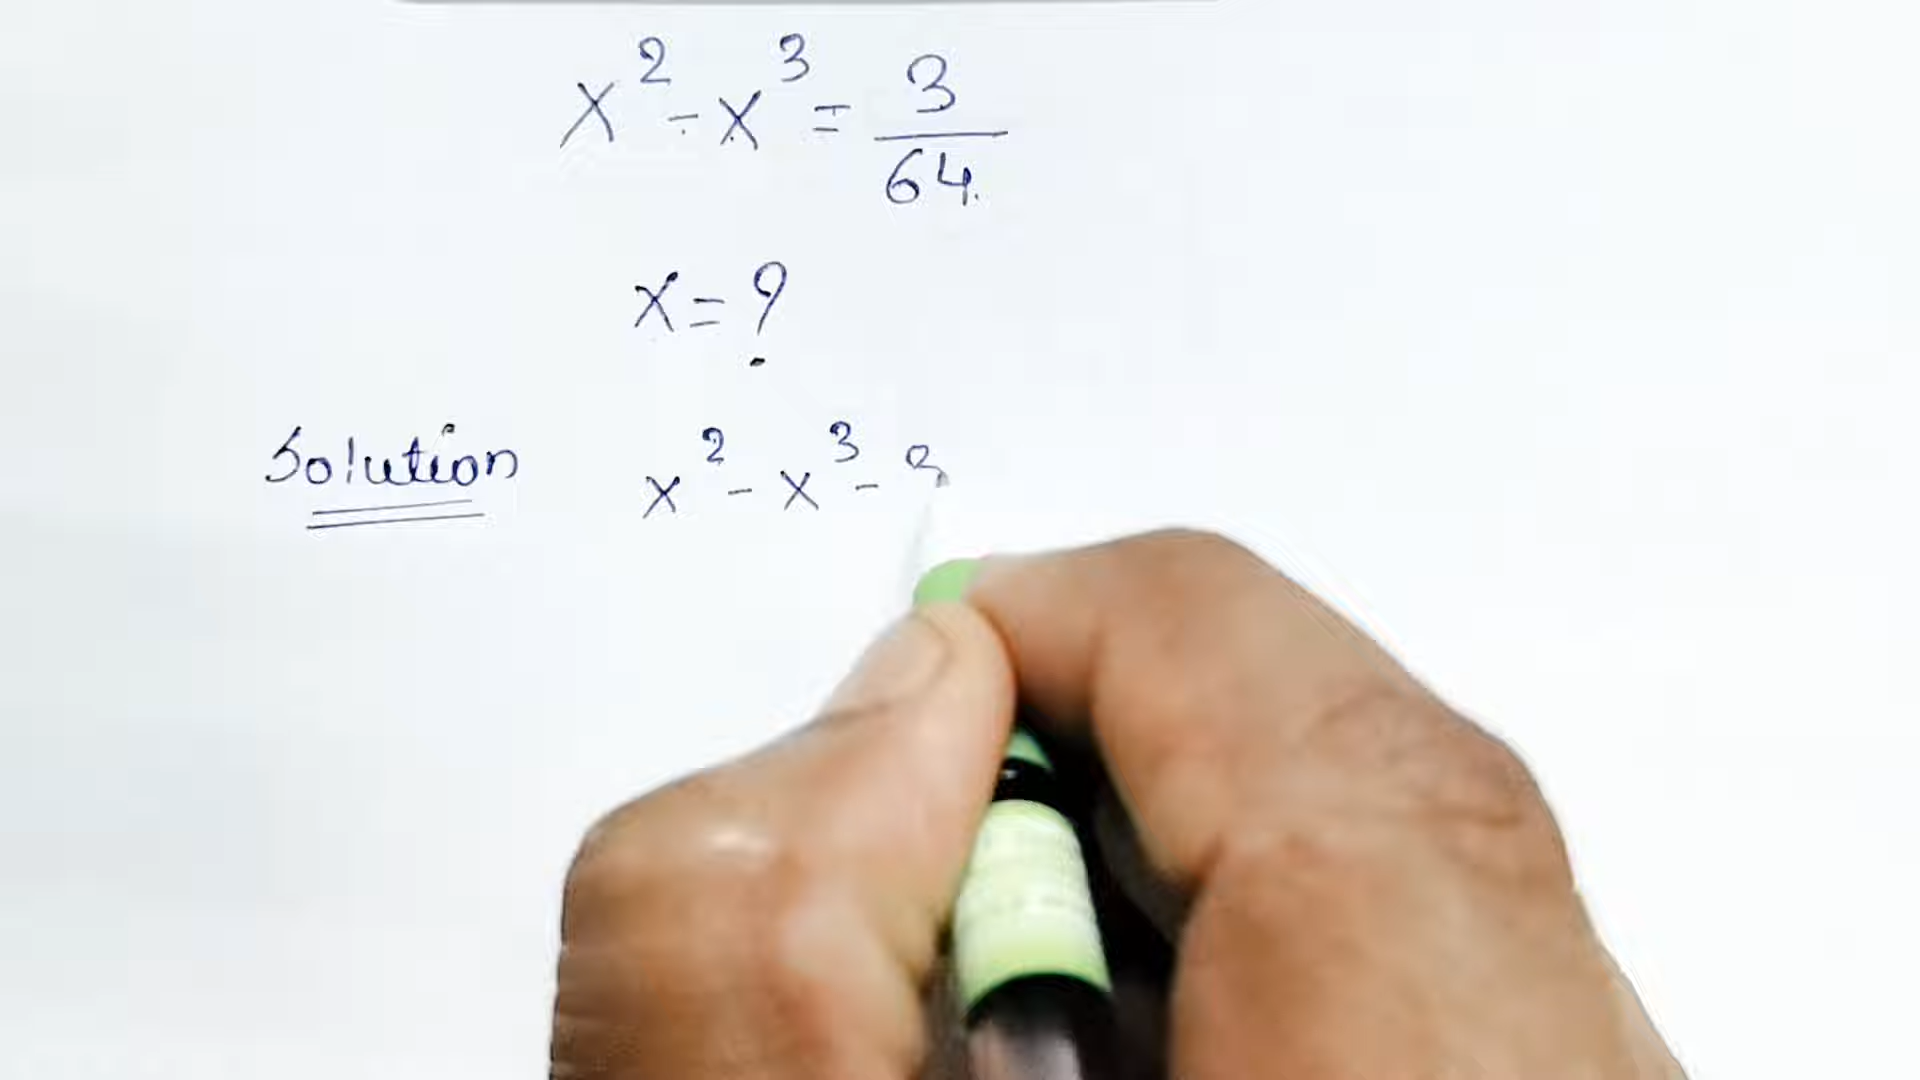 x² - x³ = 3/64.
x = ?
Solution x² - x³ - 3